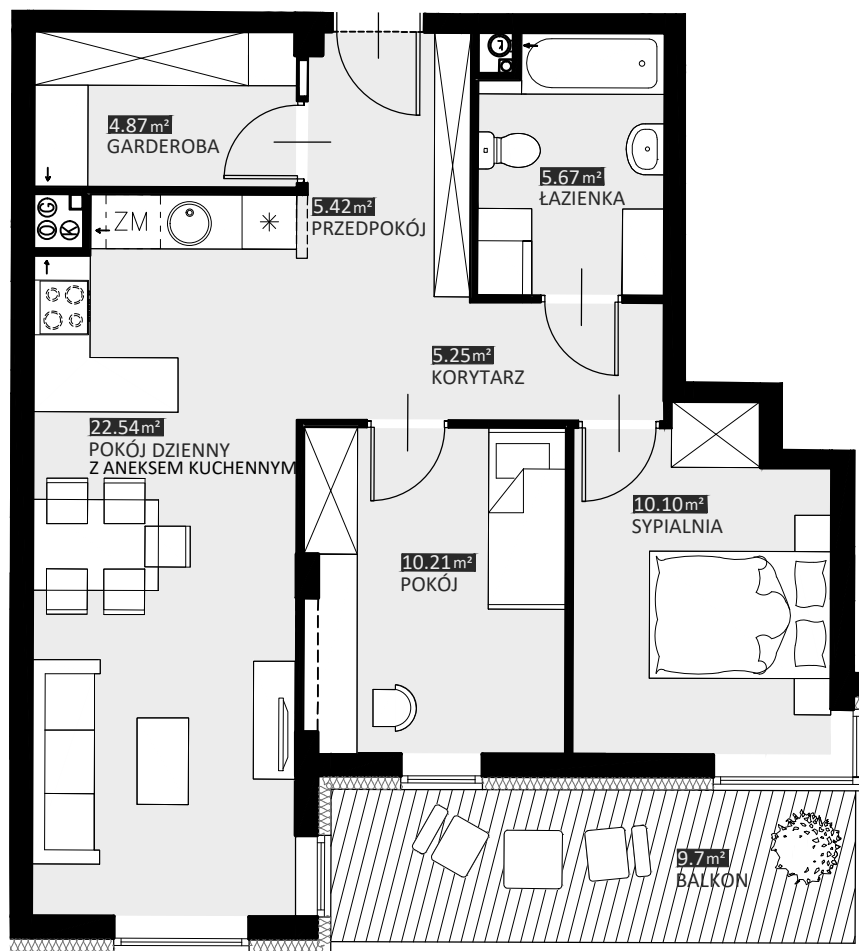 4.87 m²
GARDEROBA
5.67 m²
ŁAZIENKA
5.42 m²
PRZEDPOKÓJ
O G
K
ZM
5.25 m²
KORYTARZ
22.54 m²
POKÓJ DZIENNY
Z ANEKSEM KUCHENNYM
10.10 m²
SYPIALNIA
10.21 m²
POKÓJ
9.7 m²
BALKON